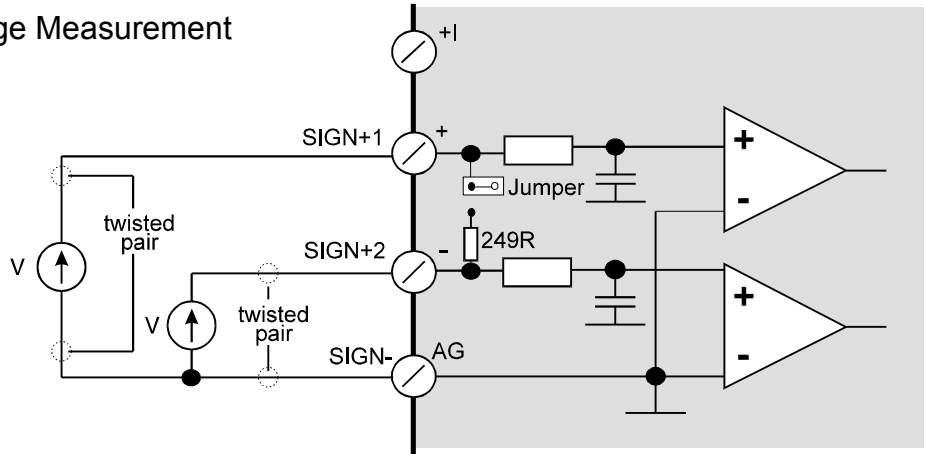 ge Measurement
+I
SIGN+1
+
Jumper
+
-
twisted
pair
249R
SIGN+2
-
V
V
twisted
pair
+
-
SIGN-
AG